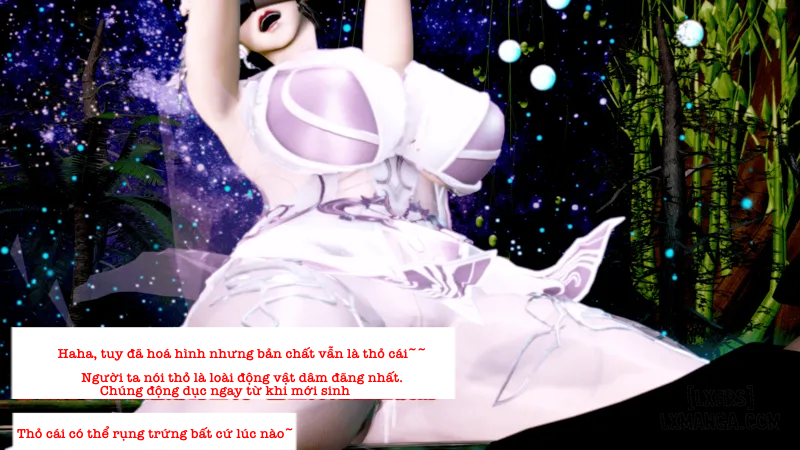 Haha, tuy đã hoá hình nhưng bản chất vẫn là thỏ cái~~
Người ta nói thỏ là loài động vật dâm đãng nhất.
Chúng động dục ngay từ khi mới sinh
Thỏ cái có thể rụng trứng bất cứ lúc nào~
[LXERS]
LXMANGA.COM